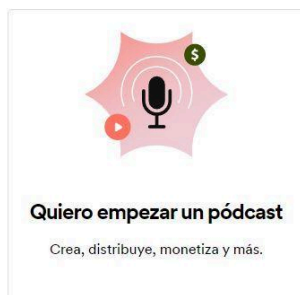 $
Quiero empezar un pódcast
Crea, distribuye, monetiza y más.